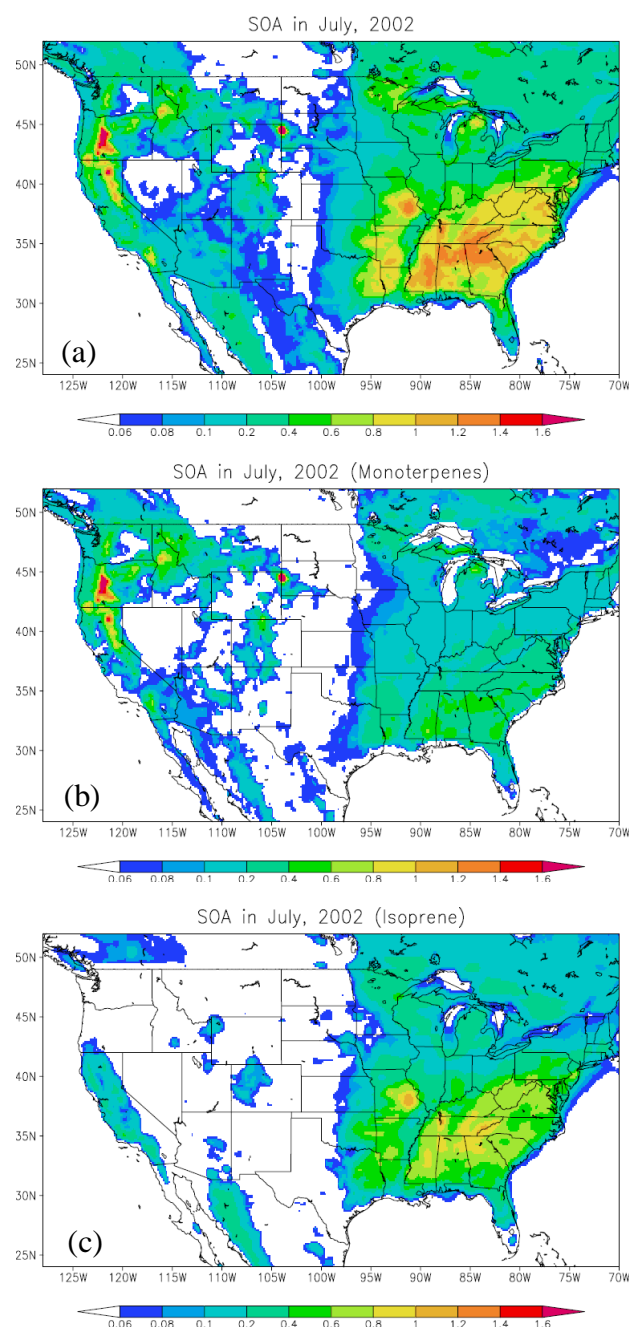 SOA in July, 2002
50N
45N
40N
35N
30N
25N
(a)
125W 120W 115W 110W 105W 100W 95W 90W 85W 80W 75W 70W
0.06 0.08 0.1 0.2 0.4 0.6 0.8 1 1.2 1.4 1.6
SOA in July, 2002 (Monoterpenes)
50N
45N
40N
35N
30N
25N
(b)
125W 120W 115W 110W 105W 100W 95W 90W 85W 80W 75W 70W
0.06 0.08 0.1 0.2 0.4 0.6 0.8 1 1.2 1.4 1.6
SOA in July, 2002 (Isoprene)
50N
45N
40N
35N
30N
25N
(c)
125W 120W 115W 110W 105W 100W 95W 90W 85W 80W 75W 70W
0.06 0.08 0.1 0.2 0.4 0.6 0.8 1 1.2 1.4 1.6